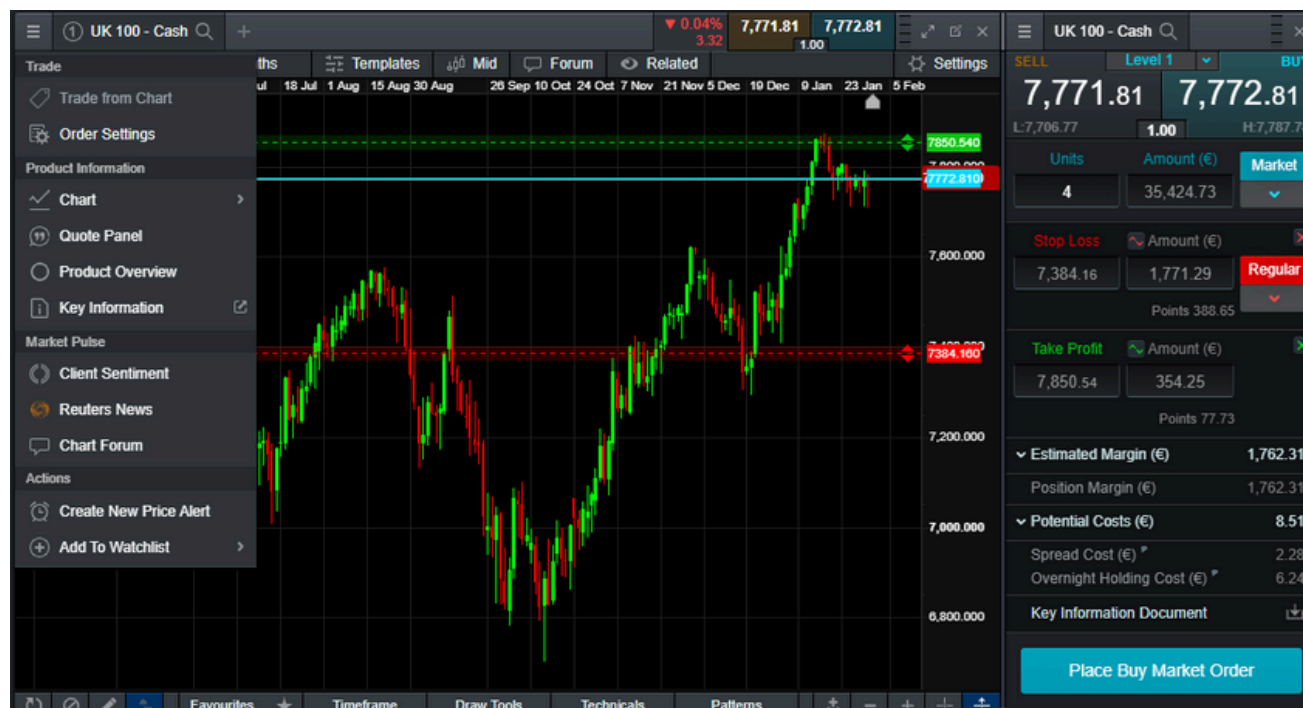 1 UK 100 - Cash
▼ 0.04%
3.32
7,771.81 7,772.81
1.00
Trade
Trade from Chart
Order Settings
Product Information
Chart
Quote Panel
Product Overview
Key Information
Market Pulse
Client Sentiment
Reuters News
Chart Forum
Actions
Create New Price Alert
Add To Watchlist
Templates Mid Forum Related Settings
18 Jul 1 Aug 15 Aug 30 Aug 26 Sep 10 Oct 24 Oct 7 Nov 21 Nov 5 Dec 19 Dec 9 Jan 23 Jan 5 Feb
7850.540
7772.810
7,600.000
7384.160
7,200.000
7,000.000
6,800.000
Favourites Timeframe Draw Tools Technicals Patterns
UK 100 - Cash
SELL Level 1
7,771.81 7,772.81
L:7,706.77 1.00
Units Amount (€) Market
4 35,424.73
Stop Loss Amount (€)
7,384.16 1,771.29 Regular
Points 388.65
Take Profit Amount (€)
7,850.54 354.25
Points 77.73
Estimated Margin (€) 1,762.31
Position Margin (€) 1,762.31
Potential Costs (€) 8.51
Spread Cost (€) 2.28
Overnight Holding Cost (€) 6.24
Key Information Document
Place Buy Market Order